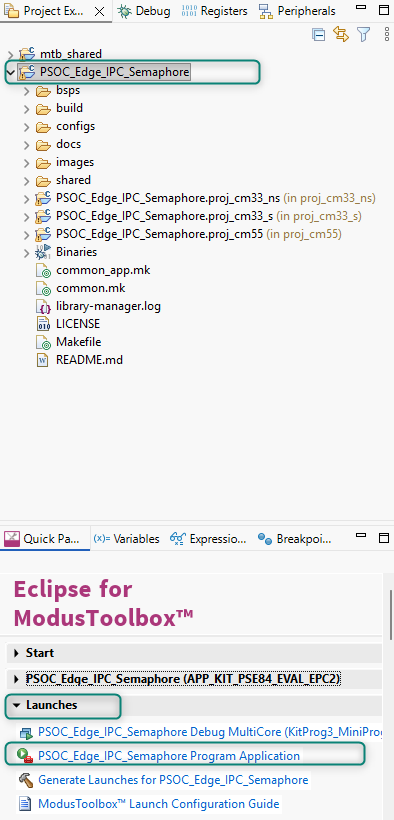 Project Ex... Debug Registers Peripherals
mtb_shared
PSOC_Edge_IPC_Semaphore
bsps
build
configs
docs
images
shared
PSOC_Edge_IPC_Semaphore.proj_cm33_ns (in proj_cm33_ns)
PSOC_Edge_IPC_Semaphore.proj_cm33_s (in proj_cm33_s)
PSOC_Edge_IPC_Semaphore.proj_cm55 (in proj_cm55)
Binaries
common_app.mk
common.mk
library-manager.log
LICENSE
Makefile
README.md
Quick Pa... (x)= Variables Expressio... Breakpoi...
Eclipse for
ModusToolbox™
Start
PSOC_Edge_IPC_Semaphore (APP_KIT_PSE84_EVAL_EPC2)
Launches
PSOC_Edge_IPC_Semaphore Debug MultiCore (KitProg3_MiniProg
PSOC_Edge_IPC_Semaphore Program Application
Generate Launches for PSOC_Edge_IPC_Semaphore
ModusToolbox™ Launch Configuration Guide